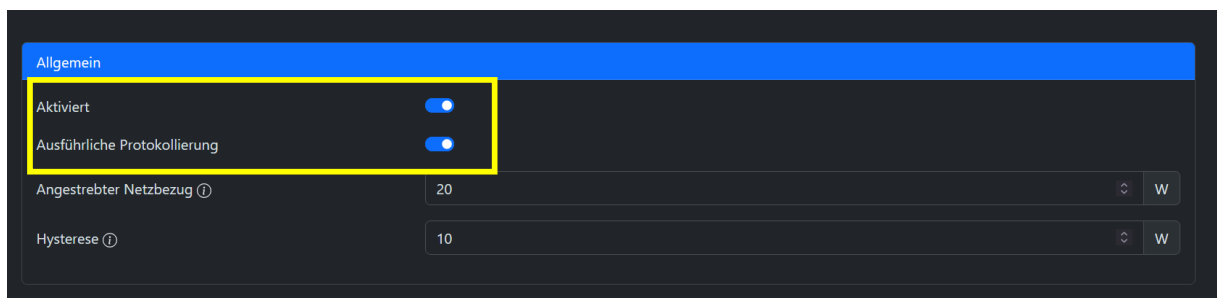 Allgemein
Aktiviert
Ausführliche Protokollierung
Angestrebter Netzbezug 20 W
Hysterese 10 W